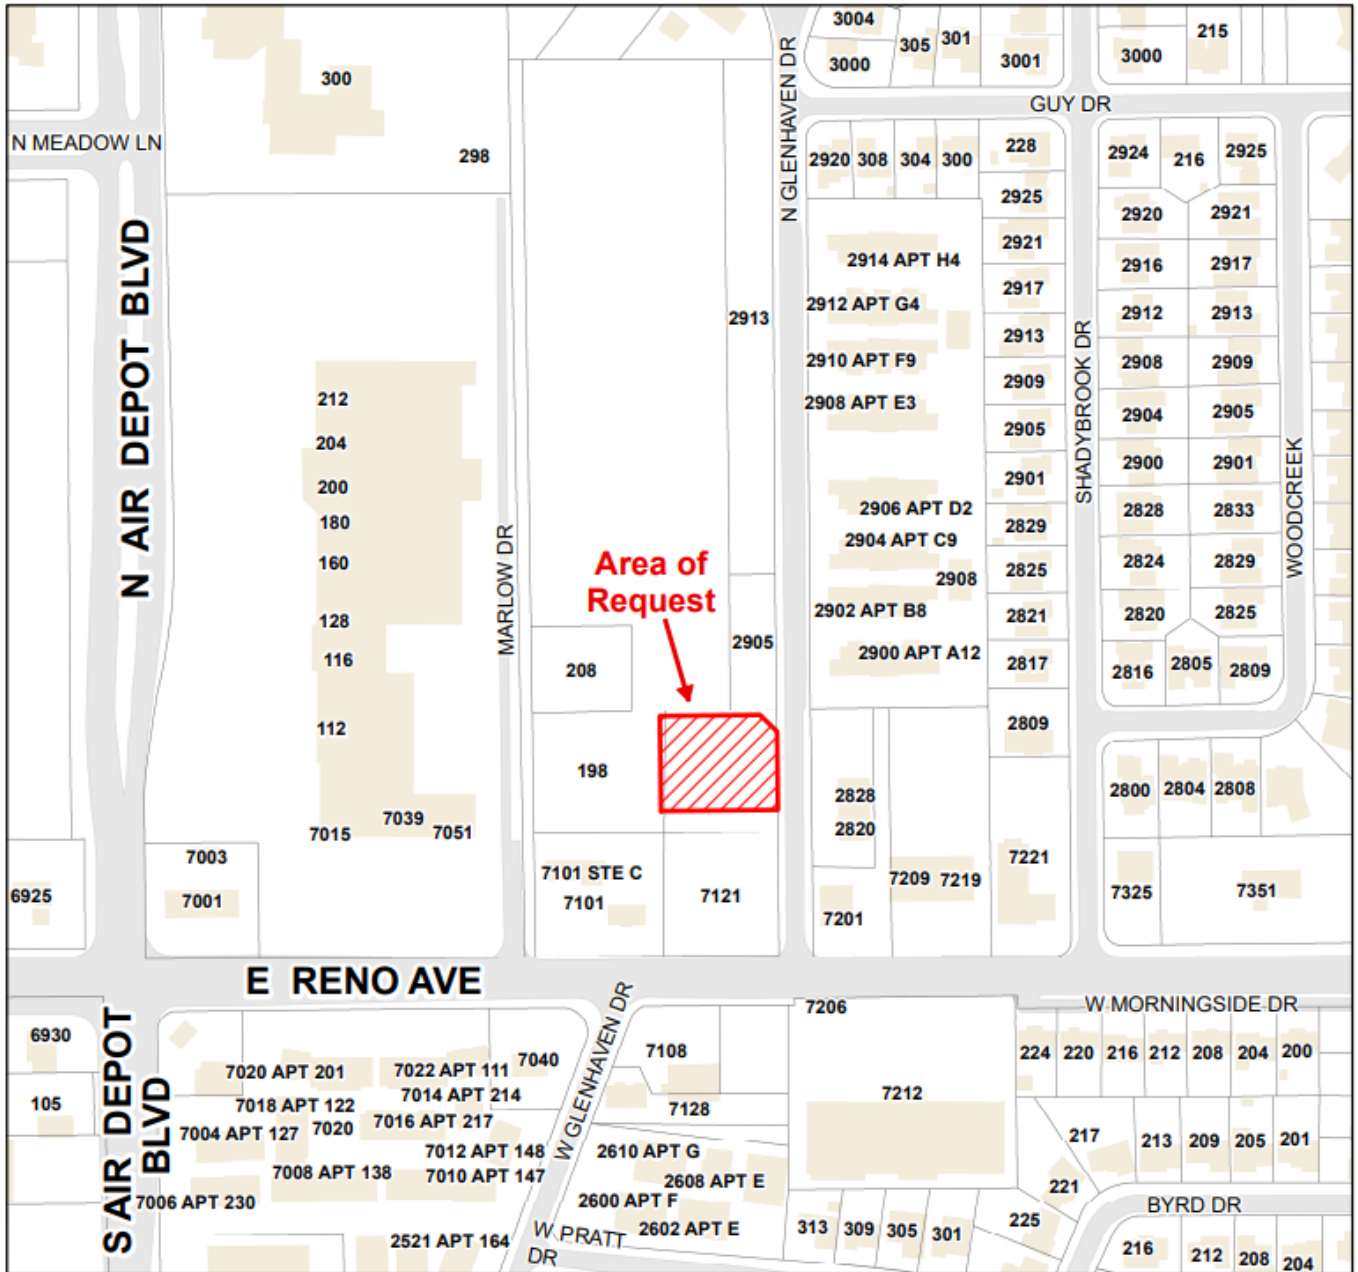 3004
305
301
3000
3001
215
3000
300
GUY DR
N MEADOW LN
298
N GLENHAVEN DR
2920
308
304
300
228
2924
216
2925
2925
2920
2921
2921
2914 APT H4
2916
2917
2917
2912 APT G4
2913
2912
2913
2913
2910 APT F9
2908
2909
N AIR DEPOT BLVD
2909
2908 APT E3
212
2904
2905
SHADYBROOK DR
2905
204
2900
2901
WOODCREEK
2901
200
2906 APT D2
2828
2833
180
2829
2904 APT C9
MARLOW DR
160
Area of
Request
2908
2825
2824
2829
2902 APT B8
2821
2820
2825
128
2905
2900 APT A12
116
208
2817
2816
2805
2809
112
2809
198
2828
2800
2804
2808
2820
7039
7015
7051
7003
7001
6925
7101 STE C
7101
7121
7201
7209
7219
7221
7325
7351
E RENO AVE
7206
W MORNINGSIDE DR
S AIR DEPOT
BLVD
W GLENHAVEN DR
6930
105
7020 APT 201
7022 APT 111
7040
7108
224
220
216
212
208
204
200
7018 APT 122
7014 APT 214
7128
7212
7004 APT 127
7020
7016 APT 217
217
213
209
205
201
7012 APT 148
2610 APT G
7008 APT 138
7010 APT 147
2608 APT E
221
7006 APT 230
2600 APT F
BYRD DR
2521 APT 164
W PRATT
DR
2602 APT E
313
309
305
301
225
216
212
208
204